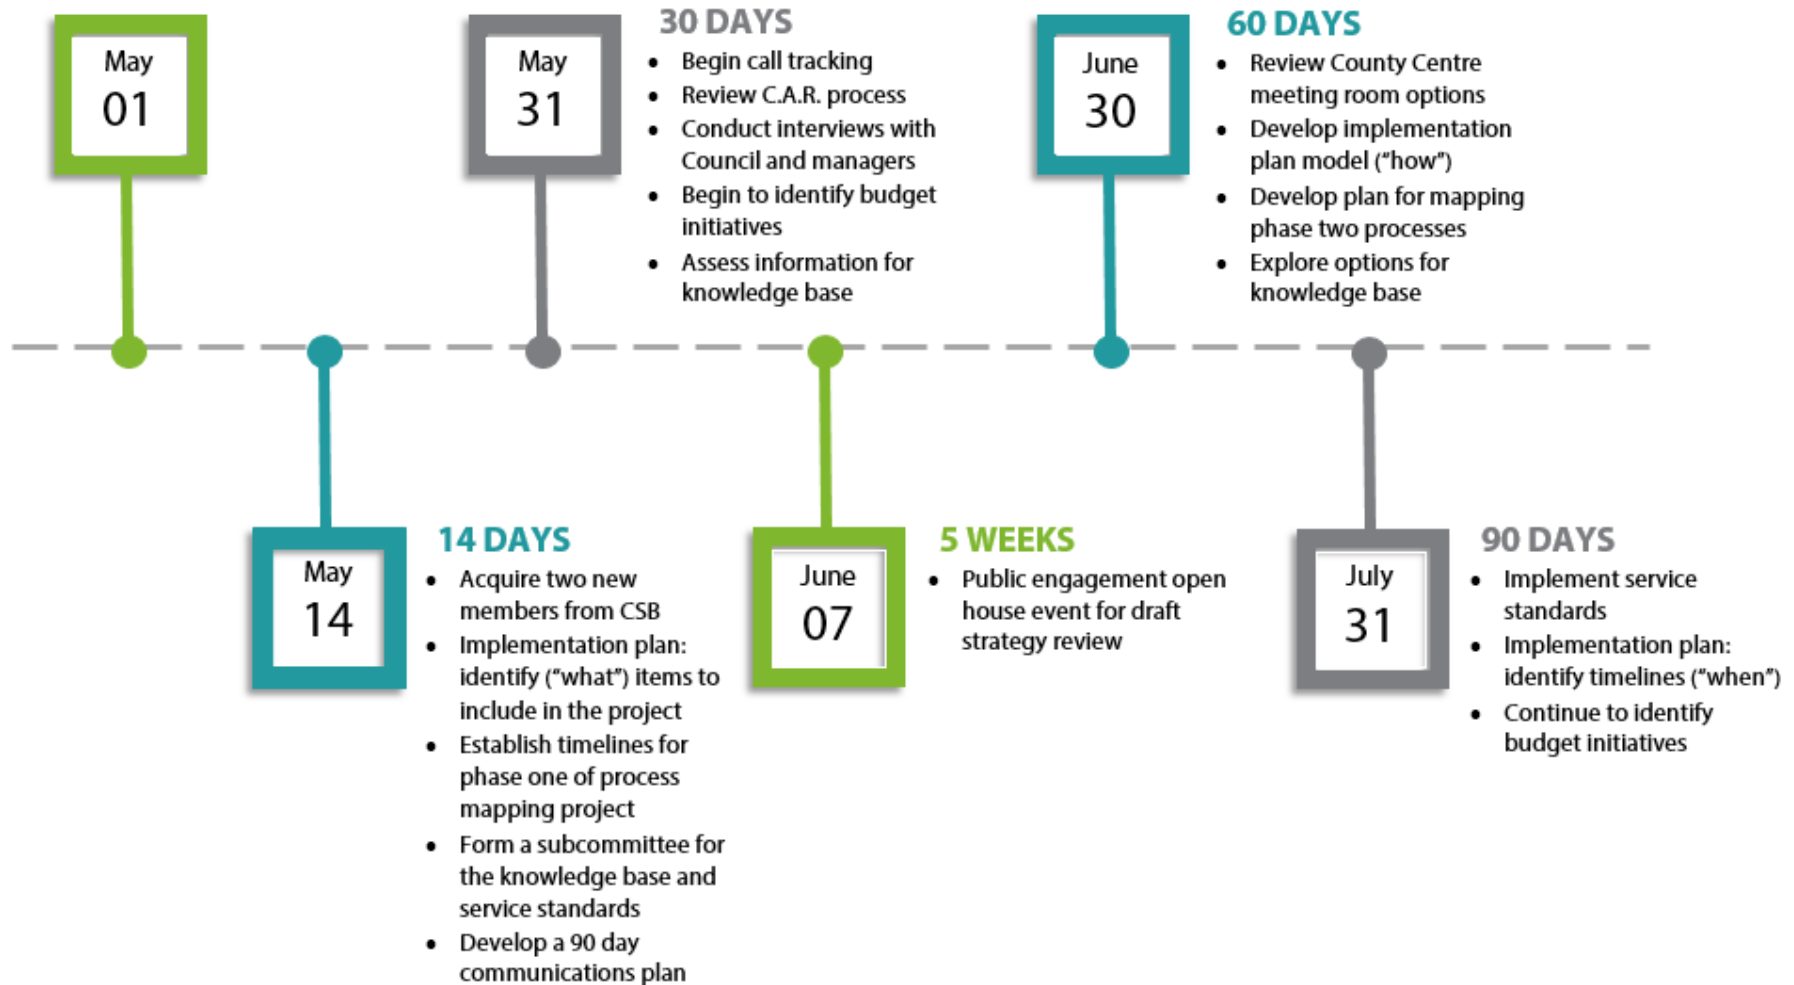 May
01
May
31
30 DAYS
• Begin call tracking
• Review C.A.R. process
• Conduct interviews with
Council and managers
• Begin to identify budget
initiatives
• Assess information for
knowledge base
June
30
60 DAYS
• Review County Centre
meeting room options
• Develop implementation
plan model (“how”)
• Develop plan for mapping
phase two processes
• Explore options for
knowledge base
May
14
14 DAYS
• Acquire two new
members from CSB
• Implementation plan:
identify (“what”) items to
include in the project
• Establish timelines for
phase one of process
mapping project
• Form a subcommittee for
the knowledge base and
service standards
• Develop a 90 day
communications plan
June
07
5 WEEKS
• Public engagement open
house event for draft
strategy review
July
31
90 DAYS
• Implement service
standards
• Implementation plan:
identify timelines (“when”)
• Continue to identify
budget initiatives